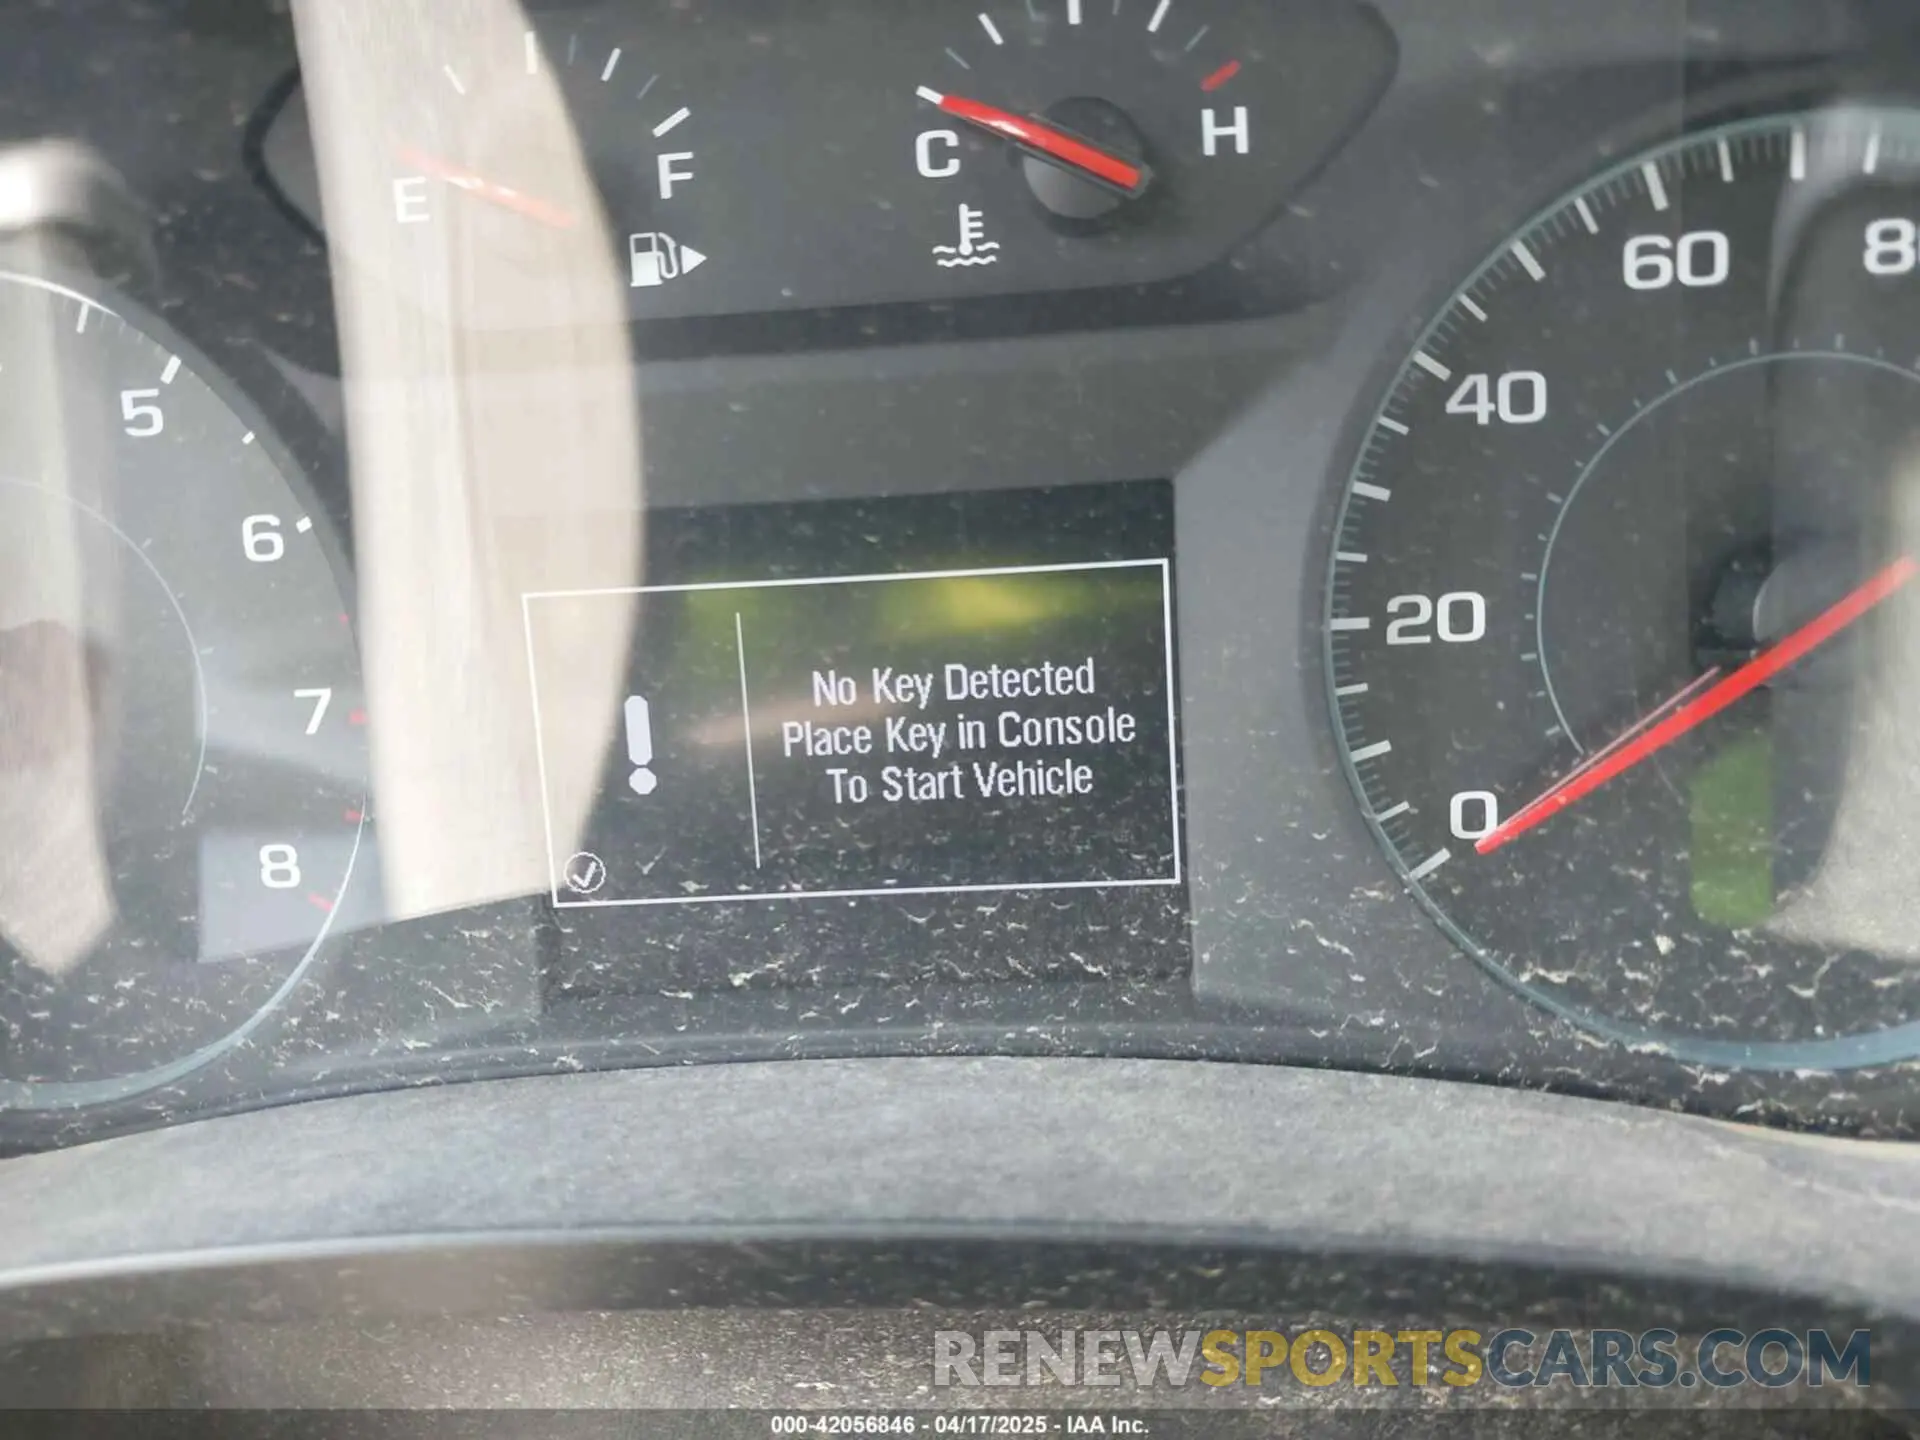 E
F
C
H
5
6
7
8
0
20
40
60
No Key Detected
Place Key in Console
To Start Vehicle
RENEWSPORTSCARS.COM
000-42056846 - 04/17/2025 - IAA Inc.